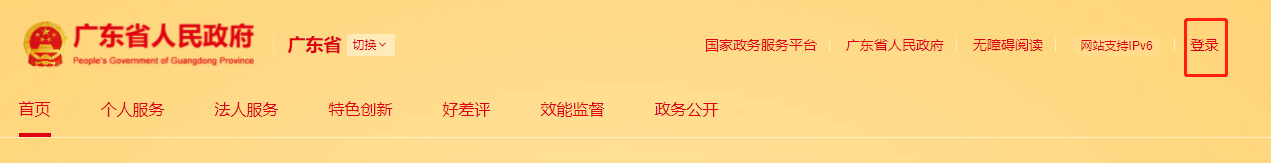 广东省人民政府
People's Government of Guangdong Province
广东省 切换
国家政务服务平台 广东省人民政府 无障碍阅读 网站支持IPv6 登录
首页 个人服务 法人服务 特色创新 好差评 效能监督 政务公开